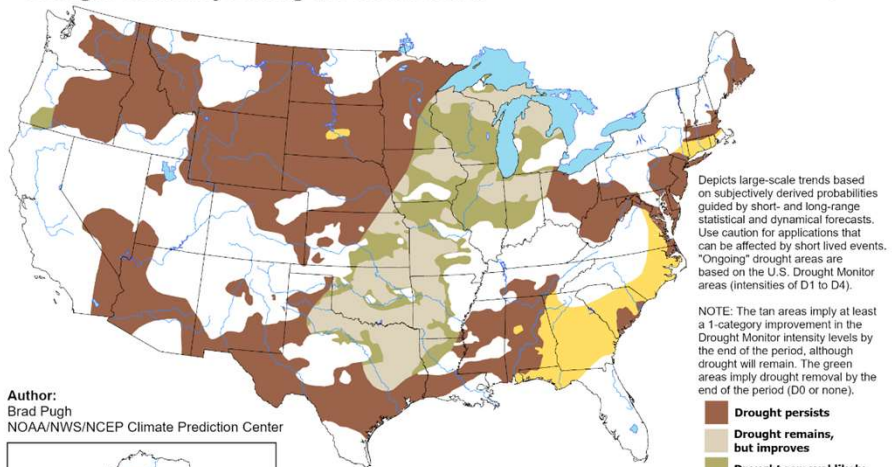 Depicts large-scale trends based
on subjectively derived probabilities
guided by short- and long-range
statistical and dynamical forecasts.
Use caution for applications that
can be affected by short lived events.
"Ongoing" drought areas are
based on the U.S. Drought Monitor
areas (intensities of D1 to D4).
NOTE: The tan areas imply at least
a 1-category improvement in the
Drought Monitor intensity levels by
the end of the period, although
drought will remain. The green
areas imply drought removal by the
end of the period (D0 or none).
Author:
Brad Pugh
NOAA/NWS/NCEP Climate Prediction Center
Drought persists
Drought remains,
but improves